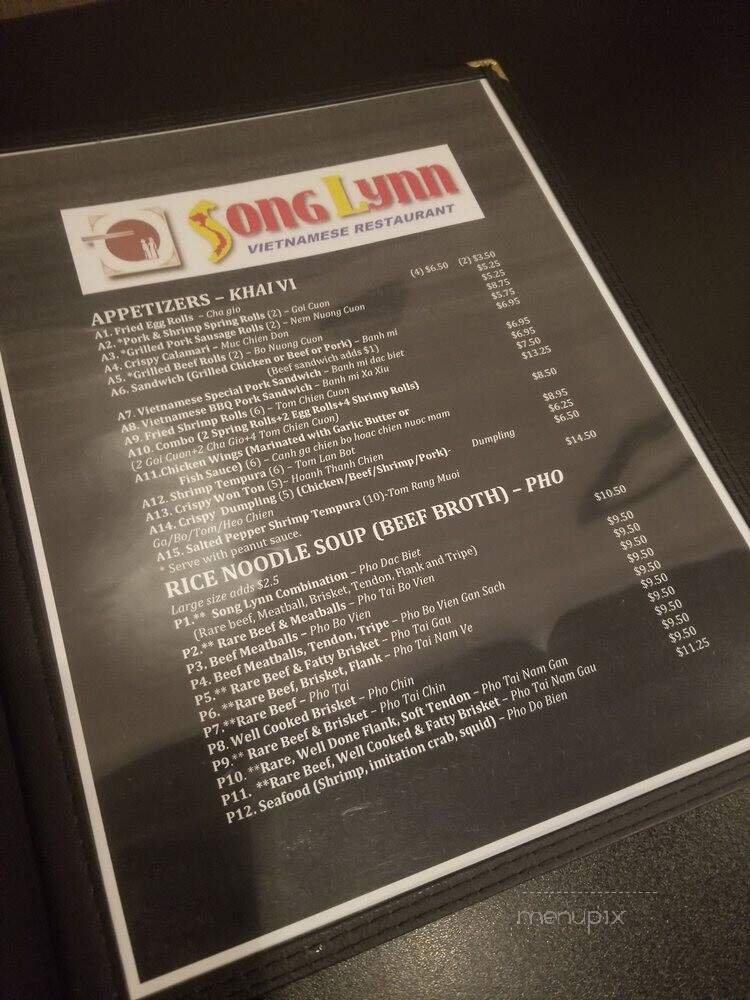 Song Lynn
VIETNAMESE RESTAURANT
APPETIZERS – KHAI VI
A1. Fried Egg Rolls – Cha gio (4) $6.50 (2) $3.50
A2. *Pork & Shrimp Spring Rolls (2) – Goi Cuon $5.25
A3. *Grilled Pork Sausage Rolls (2) – Nem Nuong Cuon $5.25
A4. Crispy Calamari – Muc Chien Don $8.75
A5. *Grilled Beef Rolls (2) – Bo Nuong Cuon $5.75
A6. Sandwich (Grilled Chicken or Beef or Pork) – Banh mi $6.95
(Beef sandwich adds $1)
A7. Vietnamese Special Pork Sandwich – Banh mi dac biet $6.95
A8. Vietnamese BBQ Pork Sandwich – Banh mi Xa Xiu $6.95
A9. Fried Shrimp Rolls (6) – Tom Chien Cuon $7.50
A10. Combo (2 Spring Rolls+2 Egg Rolls+4 Shrimp Rolls) $13.25
(2 Goi Cuon+2 Cha Gio+4 Tom Chien Cuon)
A11.Chicken Wings (Marinated with Garlic Butter or $8.50
Fish Sauce) (6) – Canh ga chien bo hoac chien nuoc mam
A12. Shrimp Tempura (6) – Tom Lan Bot $8.95
A13. Crispy Won Ton (5)– Hoanh Thanh Chien $6.25
A14. Crispy Dumpling (5) (Chicken/Beef/Shrimp/Pork)- Dumpling $6.50
Ga/Bo/Tom/Heo Chien
A15. Salted Pepper Shrimp Tempura (10)-Tom Rang Muoi $14.50
* Serve with peanut sauce.
RICE NOODLE SOUP (BEEF BROTH) – PHO
Large size adds $2.5
P1.** Song Lynn Combination – Pho Dac Biet $10.50
(Rare beef, Meatball, Brisket, Tendon, Flank and Tripe)
P2.** Rare Beef & Meatballs – Pho Tai Bo Vien $9.50
P3. Beef Meatballs – Pho Bo Vien $9.50
P4. Beef Meatballs, Tendon, Tripe – Pho Bo Vien Gan Sach $9.50
P5.** Rare Beef & Fatty Brisket – Pho Tai Gau $9.50
P6. **Rare Beef, Brisket, Flank – Pho Tai Nam Ve $9.50
P7.**Rare Beef – Pho Tai $9.50
P8. Well Cooked Brisket – Pho Chin $9.50
P9.** Rare Beef & Brisket – Pho Tai Chin $9.50
P10. **Rare, Well Done Flank, Soft Tendon – Pho Tai Nam Gan $9.50
P11. **Rare Beef, Well Cooked & Fatty Brisket – Pho Tai Nam Gau $9.50
P12. Seafood (Shrimp, imitation crab, squid) – Pho Do Bien $11.25
menupix